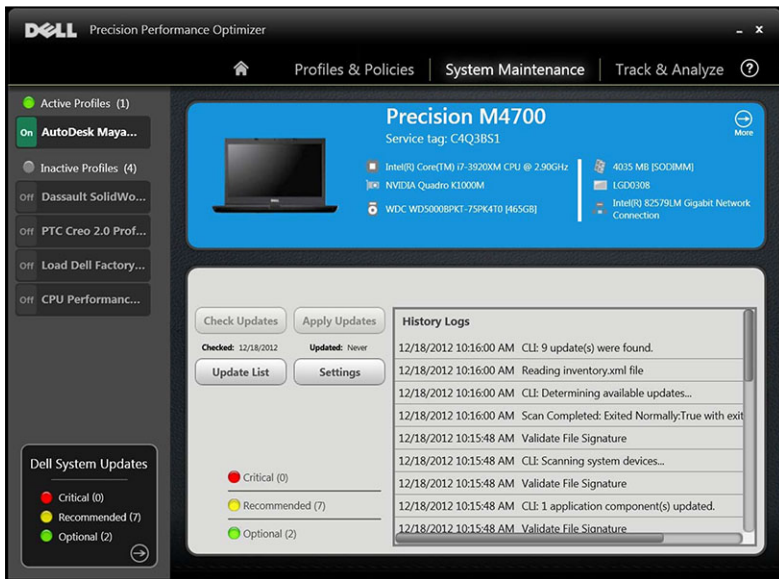 DELL Precision Performance Optimizer
Profiles & Policies System Maintenance Track & Analyze ?
Active Profiles (1)
On AutoDesk Maya...
Inactive Profiles (4)
Off Dassault SolidWo...
Off PTC Creo 2.0 Prof...
Off Load Dell Factory...
Off CPU Performanc...
Dell System Updates
Critical (0)
Recommended (7)
Optional (2)
Precision M4700
Service tag: C4Q3BS1
More
Intel(R) Core(TM) i7-3920XM CPU @ 2.90GHz
NVIDIA Quadro K1000M
WDC WD5000BPKT-75PK4T0 [465GB]
4035 MB [SODIMM]
LGD0308
Intel(R) 82579LM Gigabit Network
Connection
Check Updates Apply Updates
Checked: 12/18/2012 Updated: Never
Update List Settings
Critical (0)
Recommended (7)
Optional (2)
History Logs
12/18/2012 10:16:00 AM CLI: 9 update(s) were found.
12/18/2012 10:16:00 AM Reading inventory.xml file
12/18/2012 10:16:00 AM CLI: Determining available updates...
12/18/2012 10:16:00 AM Scan Completed: Exited Normally:True with exit
12/18/2012 10:15:48 AM Validate File Signature
12/18/2012 10:15:48 AM CLI: Scanning system devices...
12/18/2012 10:15:48 AM Validate File Signature
12/18/2012 10:15:48 AM CLI: 1 application component(s) updated.
12/18/2012 10:15:48 AM Validate File Signature